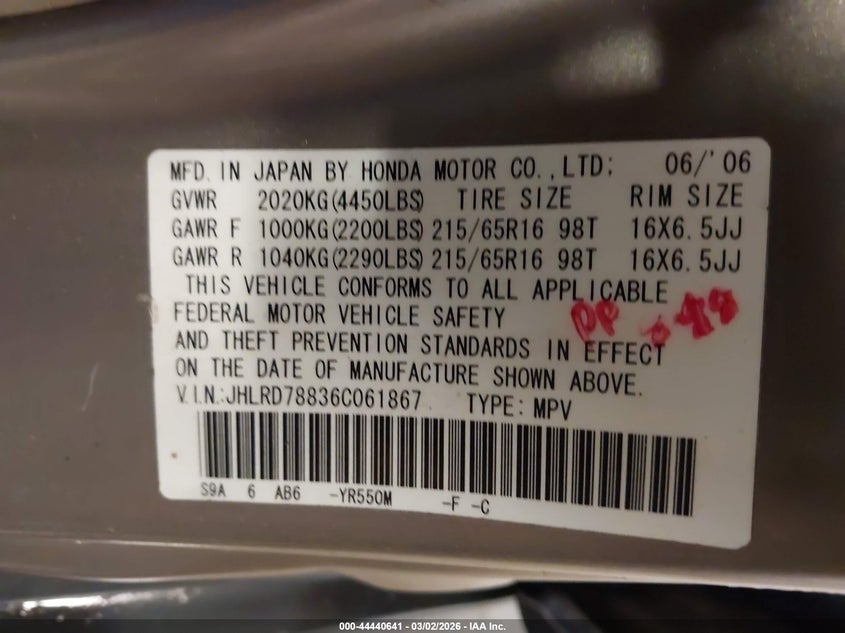 MFD. IN JAPAN BY HONDA MOTOR CO.,LTD: 06/'06
GVWR 2020KG(4450LBS) TIRE SIZE RIM SIZE
GAWR F 1000KG(2200LBS) 215/65R16 98T 16X6.5JJ
GAWR R 1040KG(2290LBS) 215/65R16 98T 16X6.5JJ
THIS VEHICLE CONFORMS TO ALL APPLICABLE
FEDERAL MOTOR VEHICLE SAFETY
AND THEFT PREVENTION STANDARDS IN EFFECT
ON THE DATE OF MANUFACTURE SHOWN ABOVE.
V.I.N.:JHLRD78836C061867 TYPE: MPV
S9A 6 AB6 -YR550M -F -C
000-44440641 - 03/02/2026 - IAA Inc.